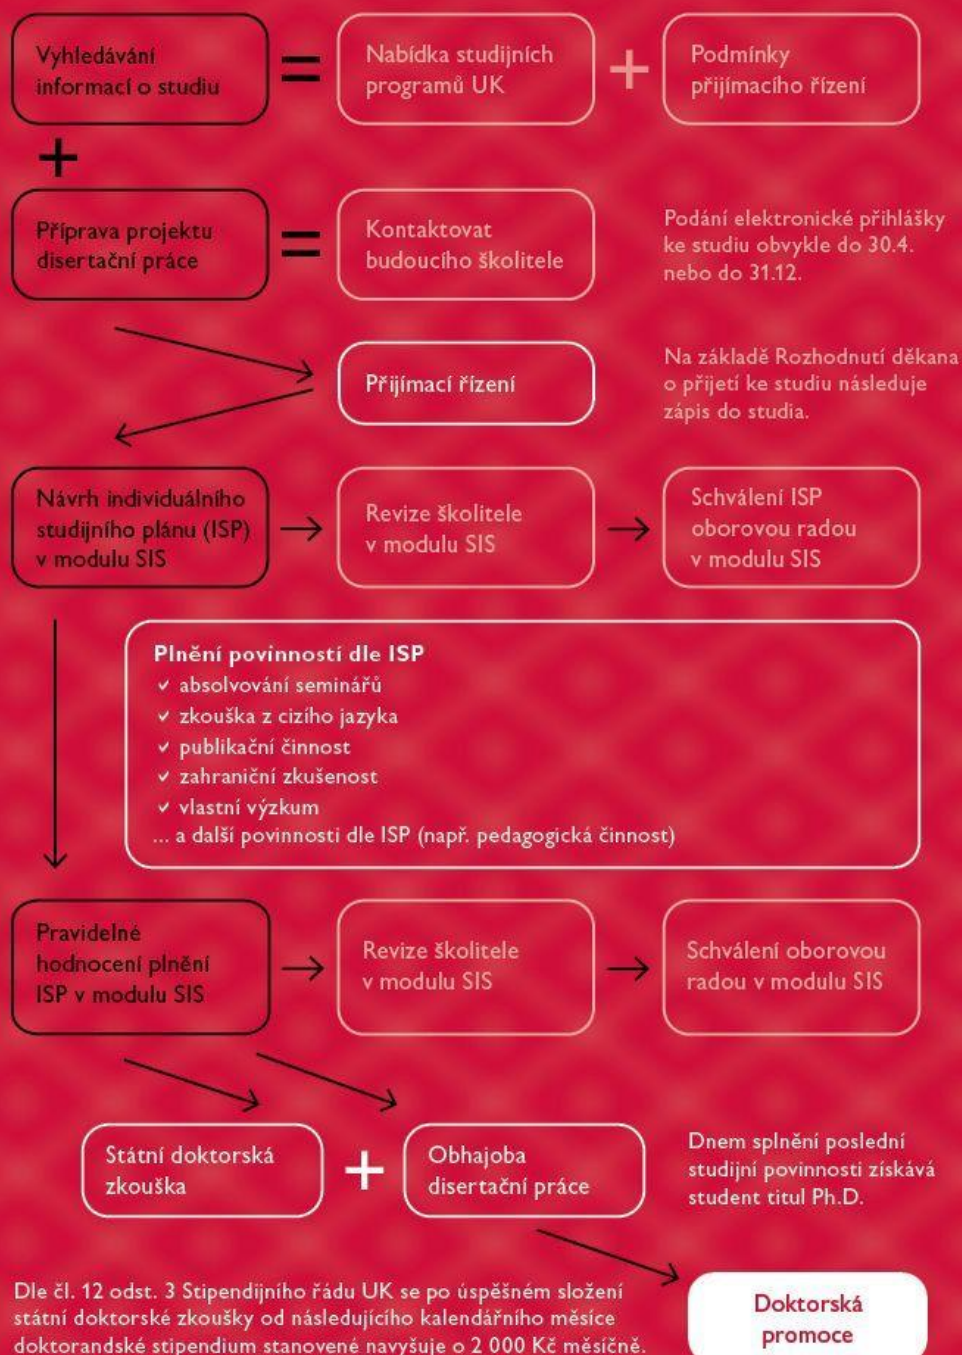 Vyhledávání
informací o studiu
=
Nabídka studijních
programů UK
+
Podmínky
přijímacího řízení
+
Příprava projektu
disertační práce
=
Kontaktovat
budoucího školitele
Podání elektronické přihlášky
ke studiu obvykle do 30.4.
nebo do 31.12.
Přijímací řízení
Na základě Rozhodnutí děkana
o přijetí ke studiu následuje
zápis do studia.
Návrh individuálního
studijního plánu (ISP)
v modulu SIS
Revize školitele
v modulu SIS
Schválení ISP
oborovou radou
v modulu SIS
Plnění povinností dle ISP
✓ absolvování seminářů
✓ zkouška z cizího jazyka
✓ publikační činnost
✓ zahraniční zkušenost
✓ vlastní výzkum
... a další povinnosti dle ISP (např. pedagogická činnost)
Pravidelné
hodnocení plnění
ISP v modulu SIS
Revize školitele
v modulu SIS
Schválení oborovou
radou v modulu SIS
Státní doktorská
zkouška
+
Obhajoba
disertační práce
Dnem splnění poslední
studijní povinnosti získává
student titul Ph.D.
Dle čl. 12 odst. 3 Stipendijního řádu UK se po úspěšném složení
státní doktorské zkoušky od následujícího kalendářního měsíce
doktorandské stipendium stanovené navyšuje o 2 000 Kč měsíčně.
Doktorská
promoce